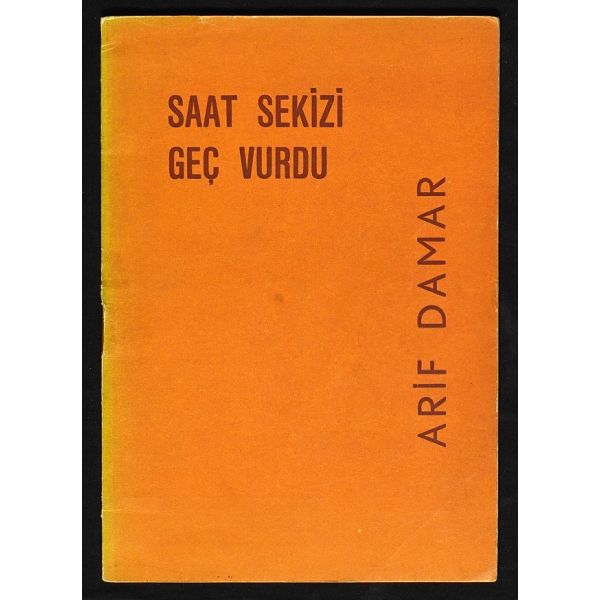 SAAT SEKİZİ
GEÇ VURDU
ARİF DAMAR